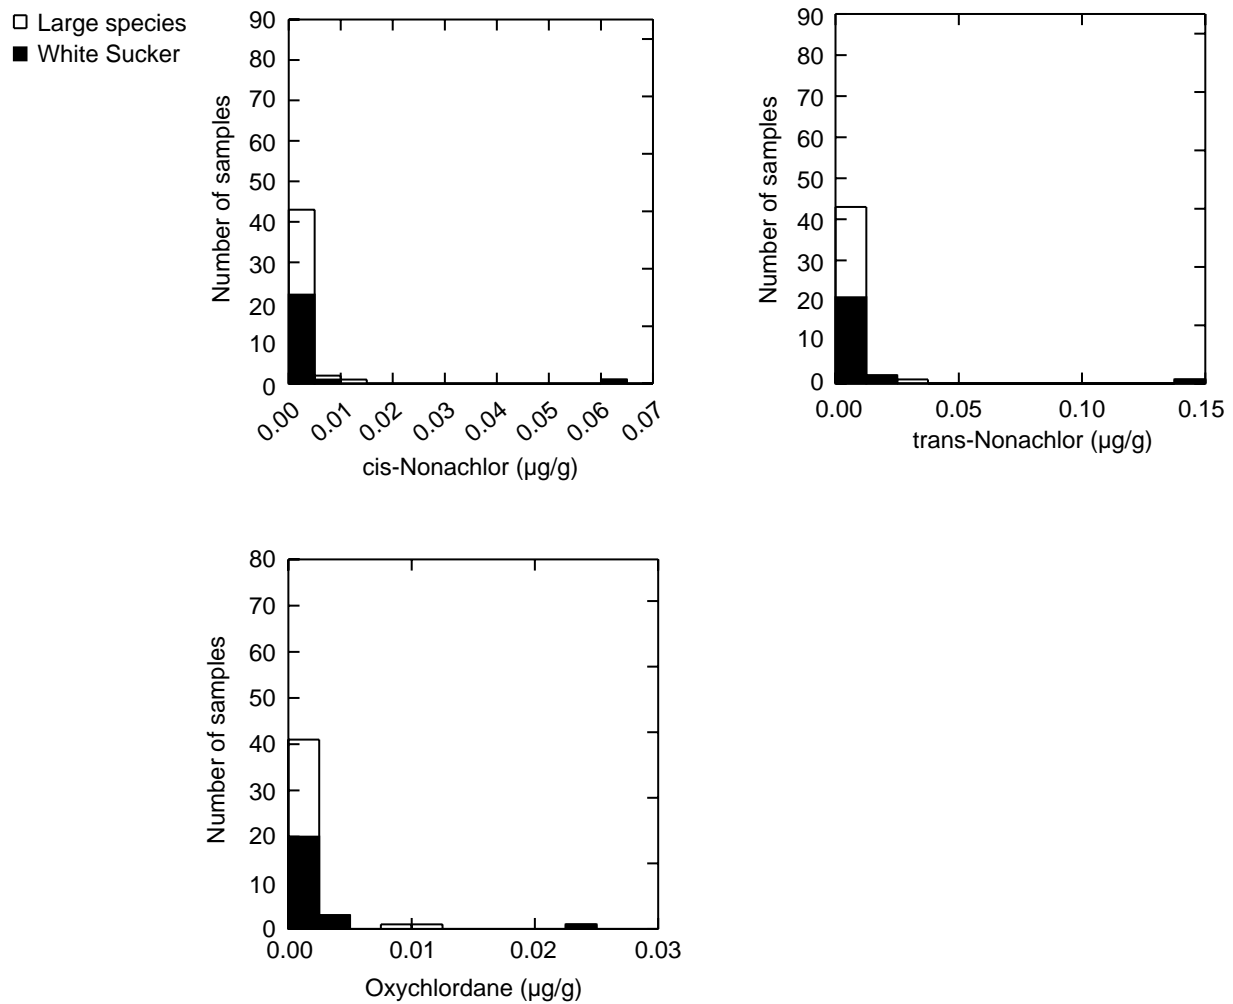 Large species
White Sucker
Number of samples
90
80
70
60
50
40
30
20
10
0
0.00 0.01 0.02 0.03 0.04 0.05 0.06 0.07
cis-Nonachlor (µg/g)
Number of samples
90
80
70
60
50
40
30
20
10
0
0.00 0.05 0.10 0.15
trans-Nonachlor (µg/g)
Number of samples
80
70
60
50
40
30
20
10
0
0.00 0.01 0.02 0.03
Oxychlordane (µg/g)